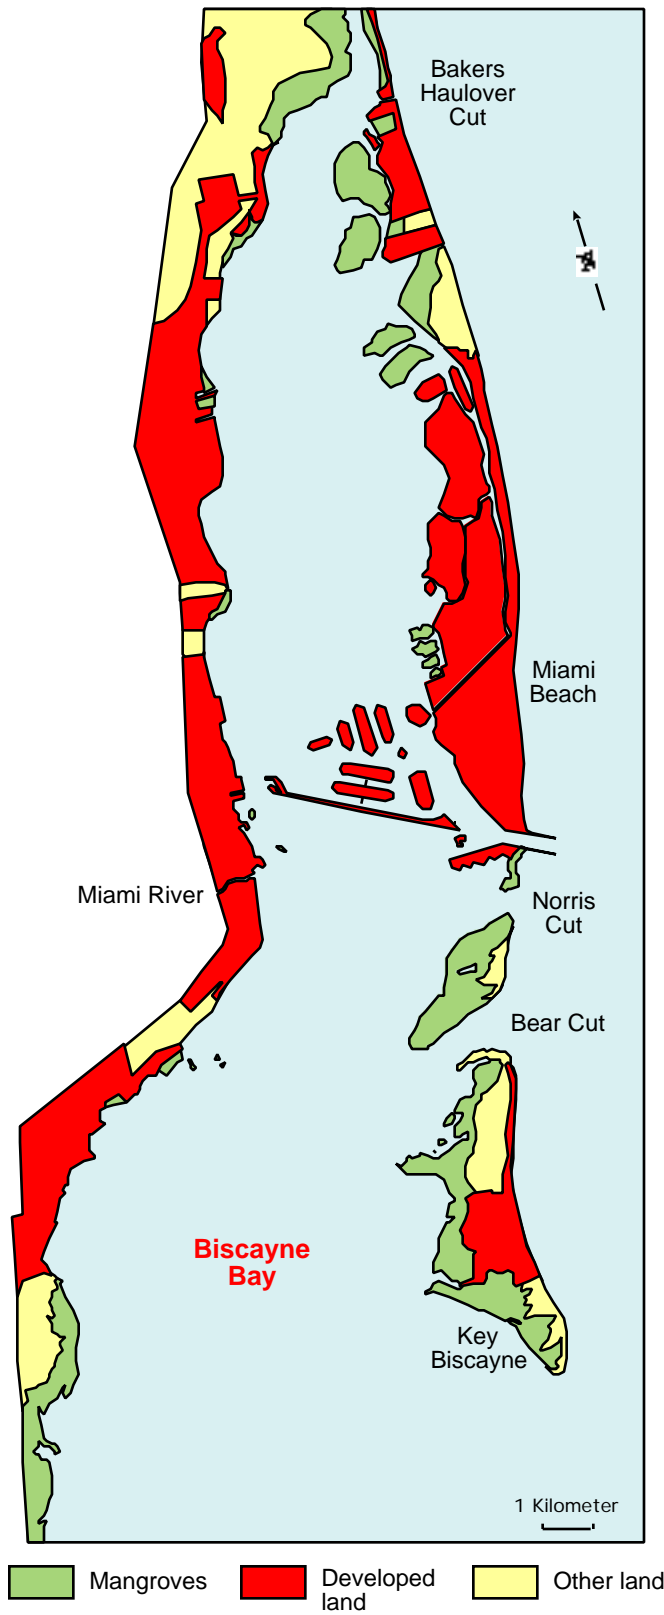 Bakers
Haulover
Cut
Miami
Beach
Miami River
Norris
Cut
Bear Cut
Biscayne
Bay
Key
Biscayne
1 Kilometer
Mangroves
Developed
land
Other land